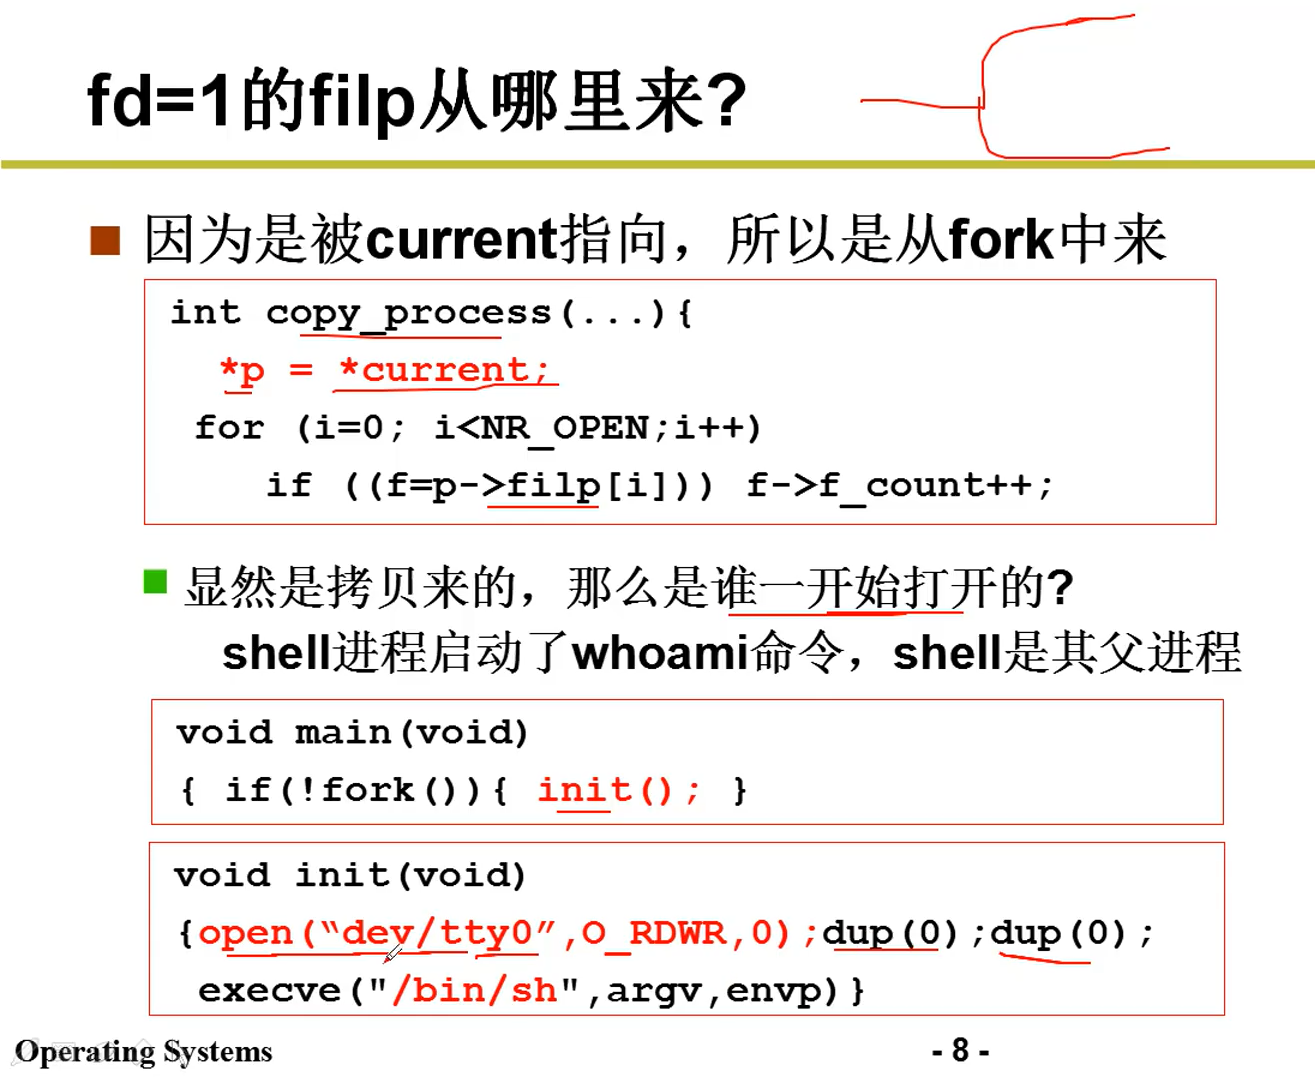 fd=1的filp从哪里来?
因为是被current指向，所以是从fork中来
int copy_process(...){
*p = *current;
for (i=0; i<NR_OPEN;i++)
if ((f=p->filp[i])) f->f_count++;
显然是拷贝来的，那么是谁一开始打开的?
shell进程启动了whoami命令，shell是其父进程
void main(void)
{ if(!fork()){ init(); }
void init(void)
{open(“dev/tty0”,O_RDWR,0);dup(0);dup(0);
execve("/bin/sh",argv,envp)}
Operating Systems
- 8 -